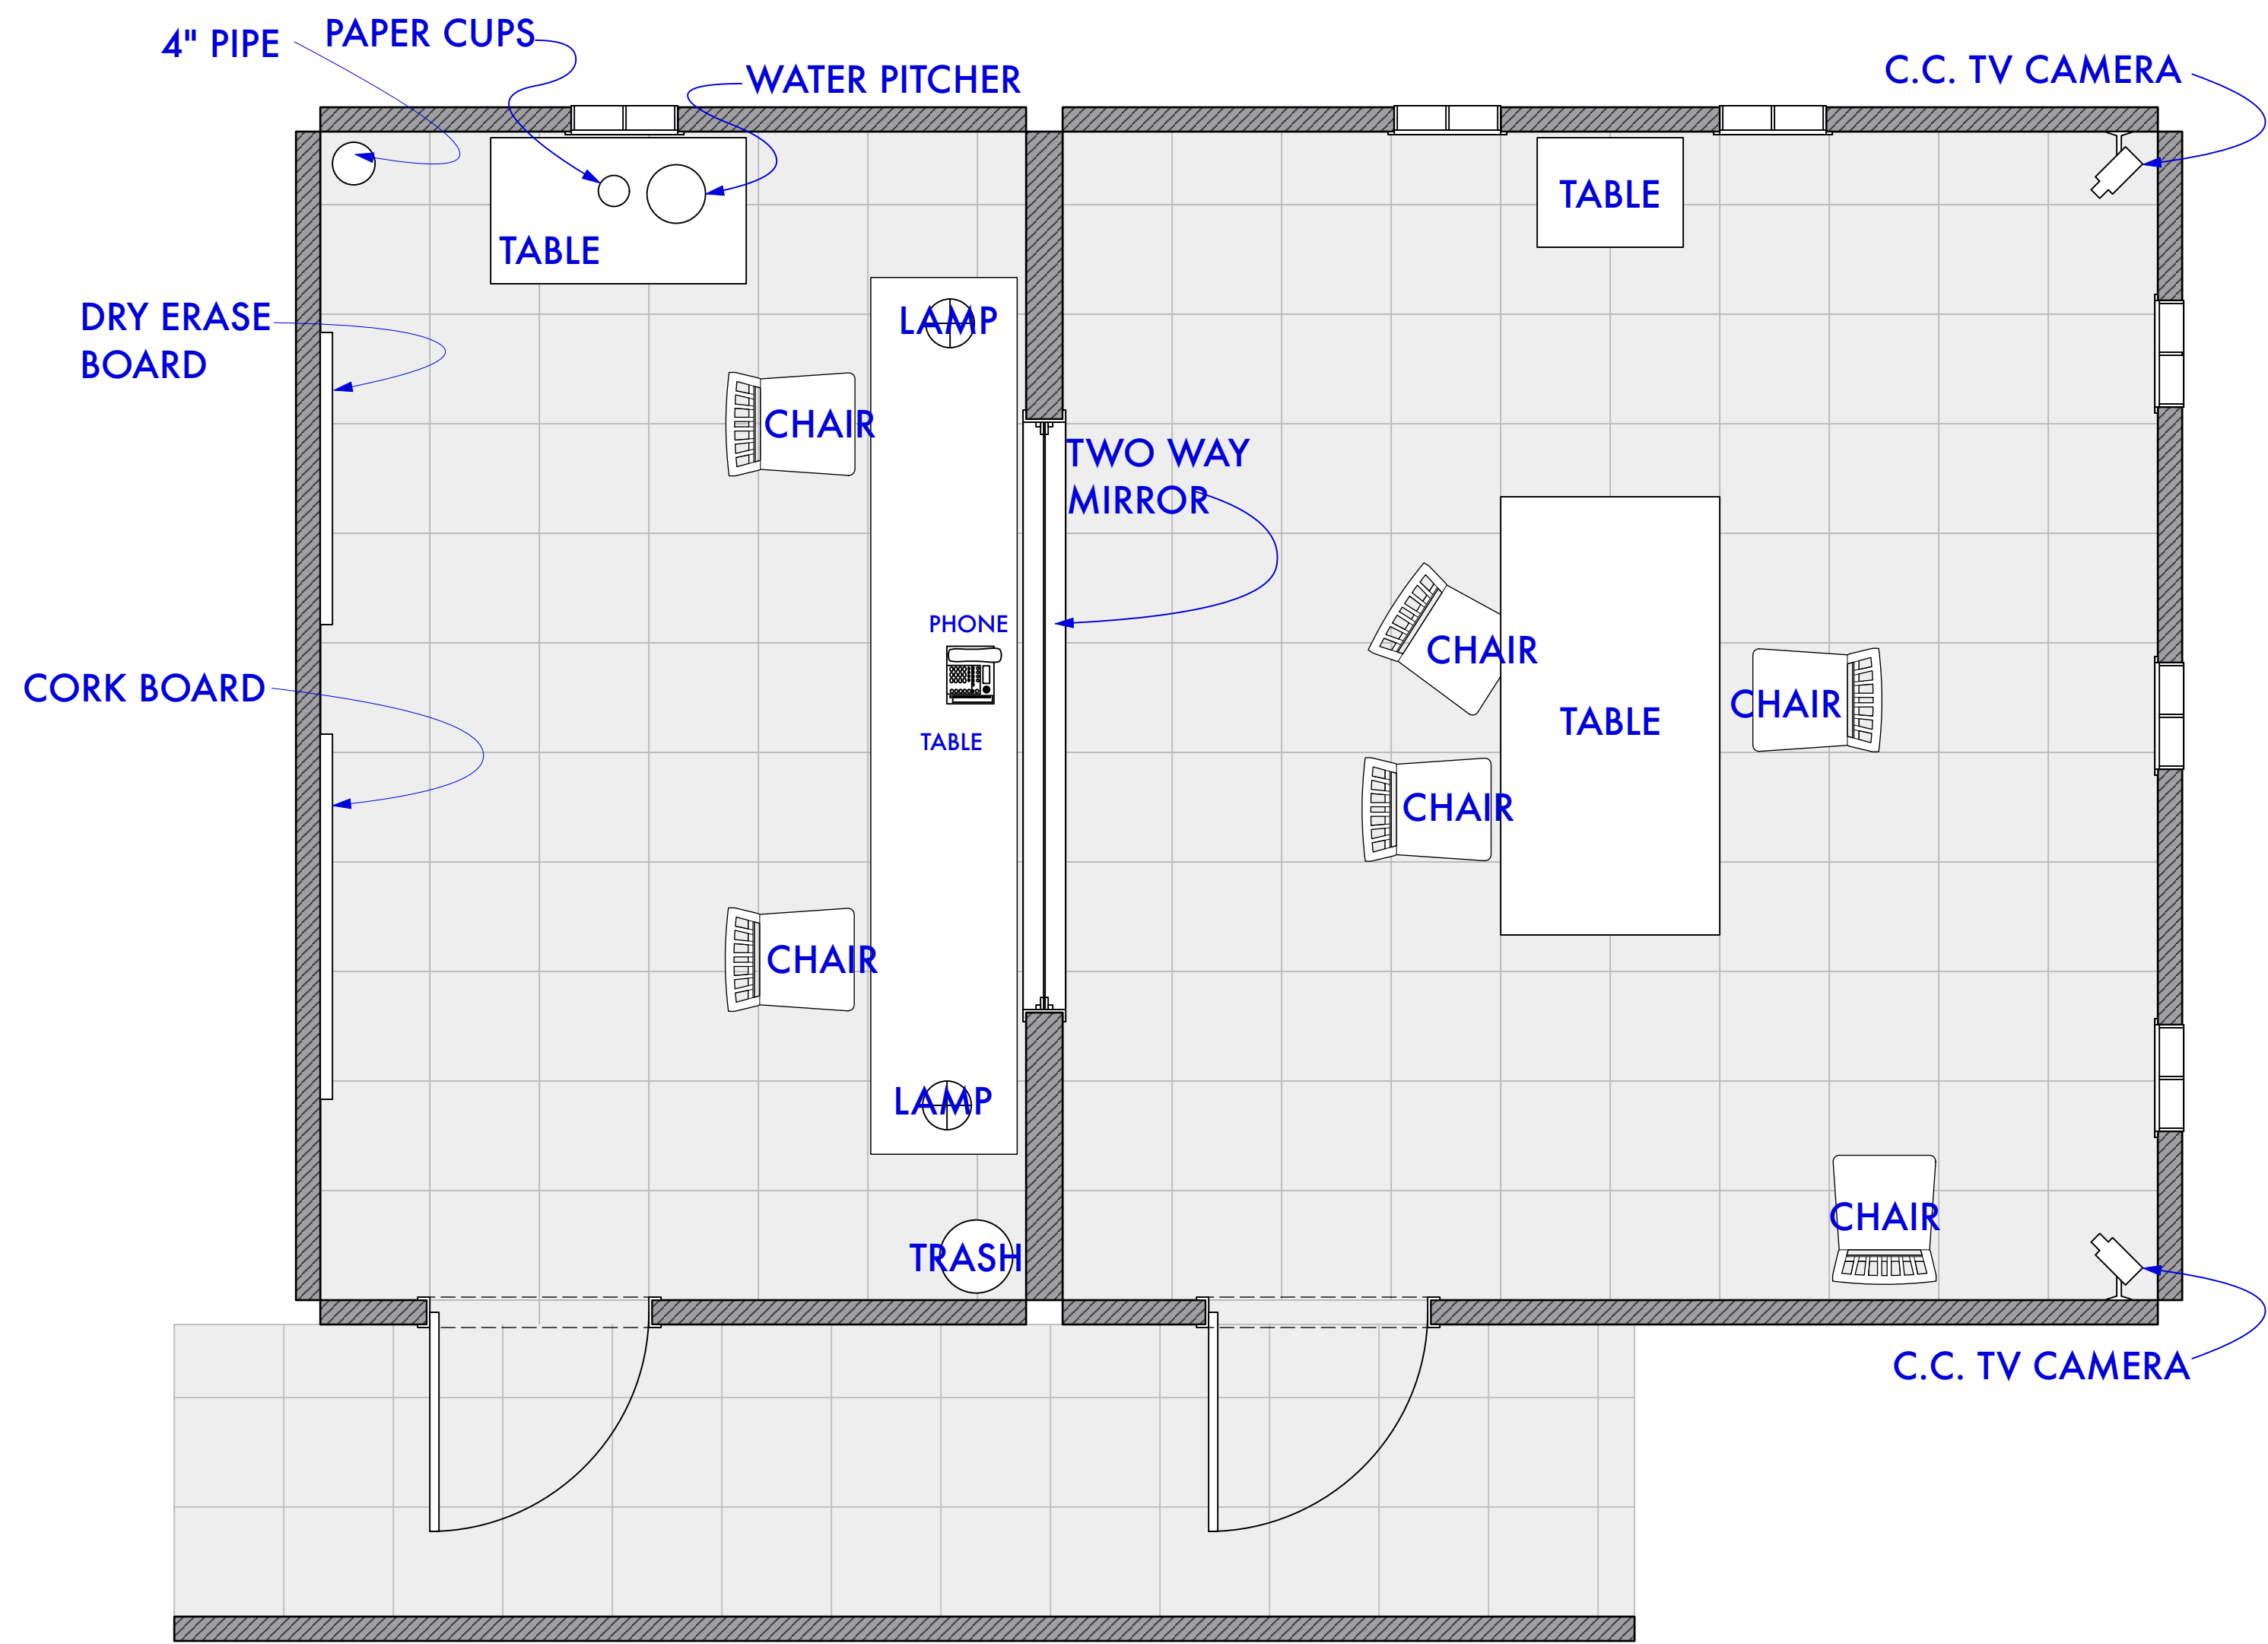 4" PIPE
PAPER CUPS
WATER PITCHER
C.C. TV CAMERA
TABLE
TABLE
DRY ERASE
BOARD
LAMP
CHAIR
TWO WAY
MIRROR
PHONE
CHAIR
CORK BOARD
CHAIR
TABLE
TABLE
CHAIR
CHAIR
LAMP
CHAIR
TRASH
C.C. TV CAMERA